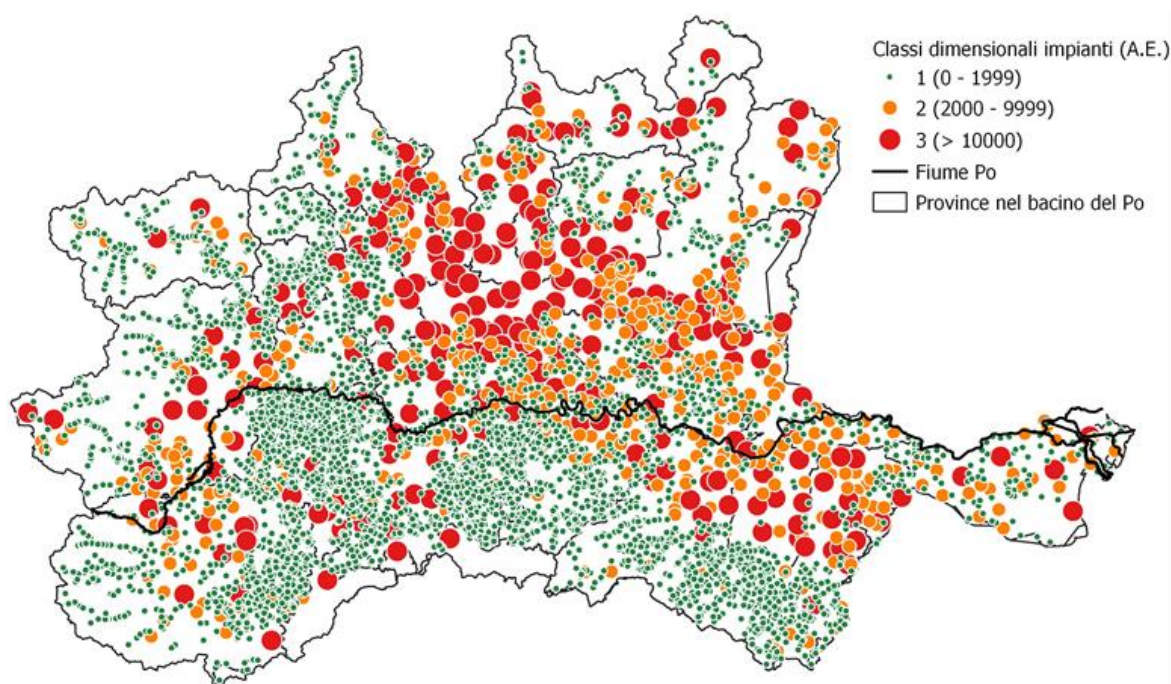 Classi dimensionali impianti (A.E.)
1 (0 - 1999)
2 (2000 - 9999)
3 (> 10000)
Fiume Po
Province nel bacino del Po